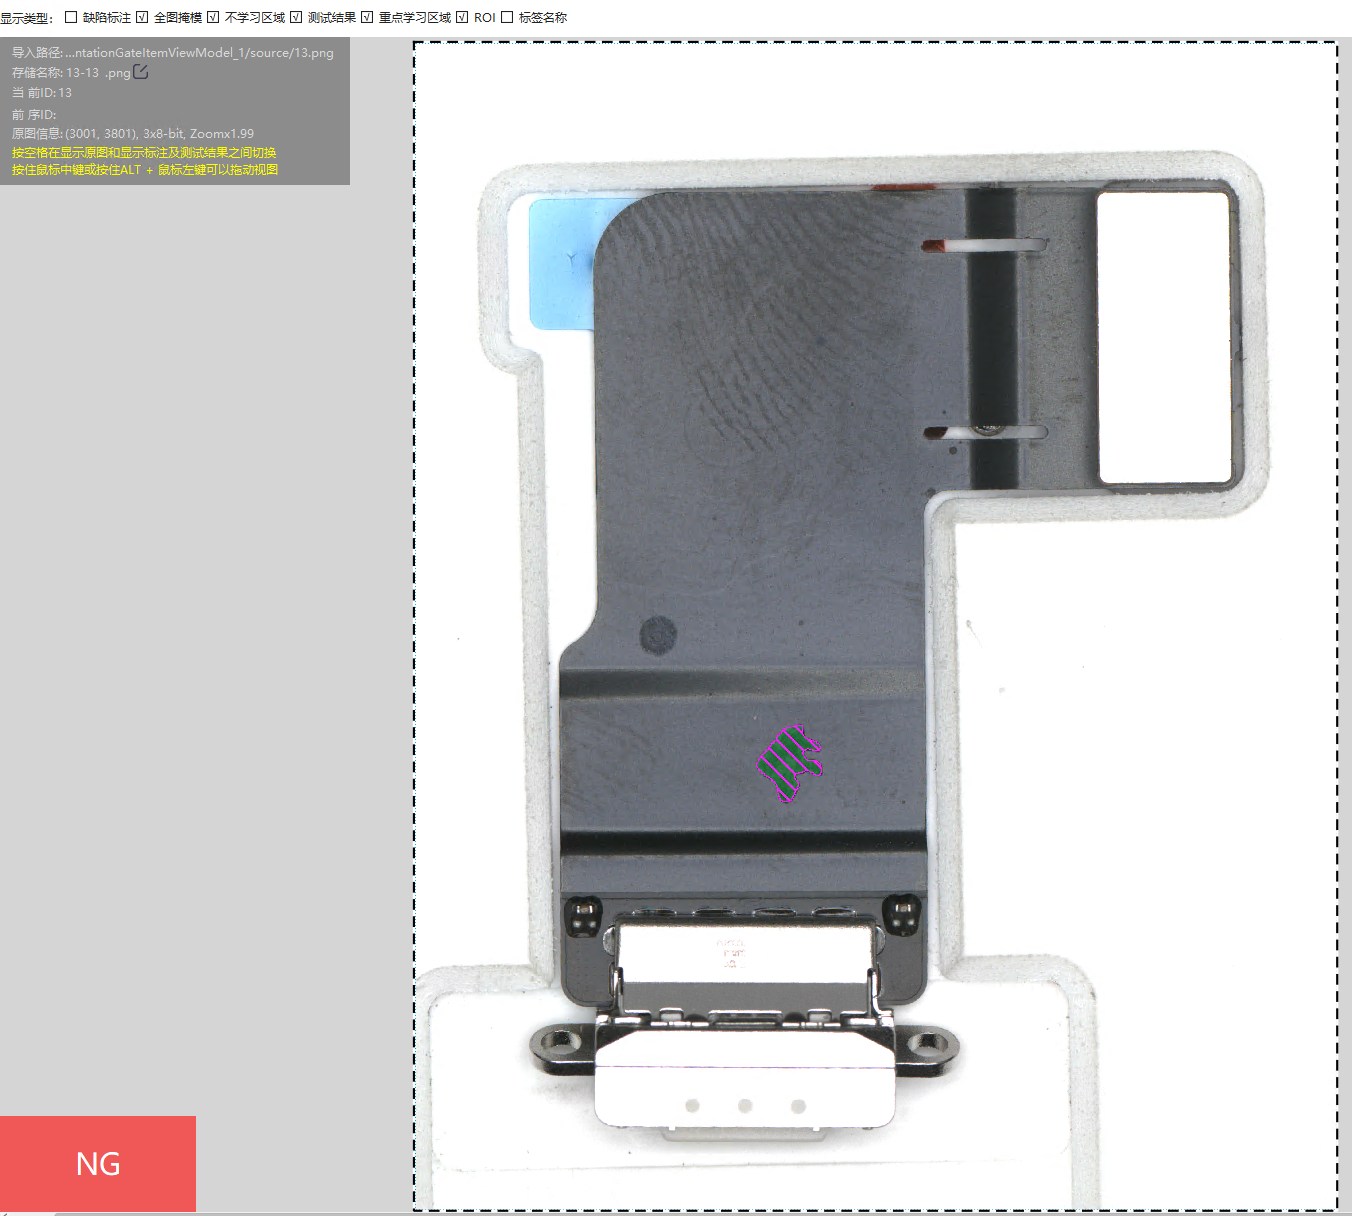 显示类型: 缺陷标注 全图掩模 不学习区域 测试结果 重点学习区域 ROI 标签名称
导入路径: ...ntationGateItemViewModel_1/source/13.png
存储名称: 13-13 .png
当 前ID: 13
前 序ID:
原图信息: (3001, 3801), 3x8-bit, Zoomx1.99
按空格在显示原图和显示标注及测试结果之间切换
按住鼠标中键或按住ALT + 鼠标左键可以拖动视图
NG